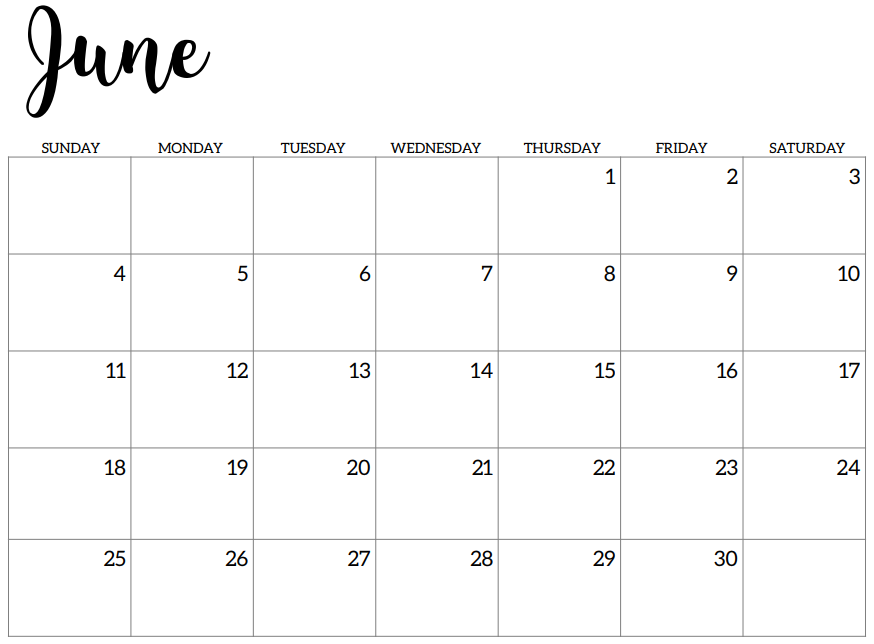 June
SUNDAY MONDAY TUESDAY WEDNESDAY THURSDAY FRIDAY SATURDAY
1 2 3
4 5 6 7 8 9 10
11 12 13 14 15 16 17
18 19 20 21 22 23 24
25 26 27 28 29 30